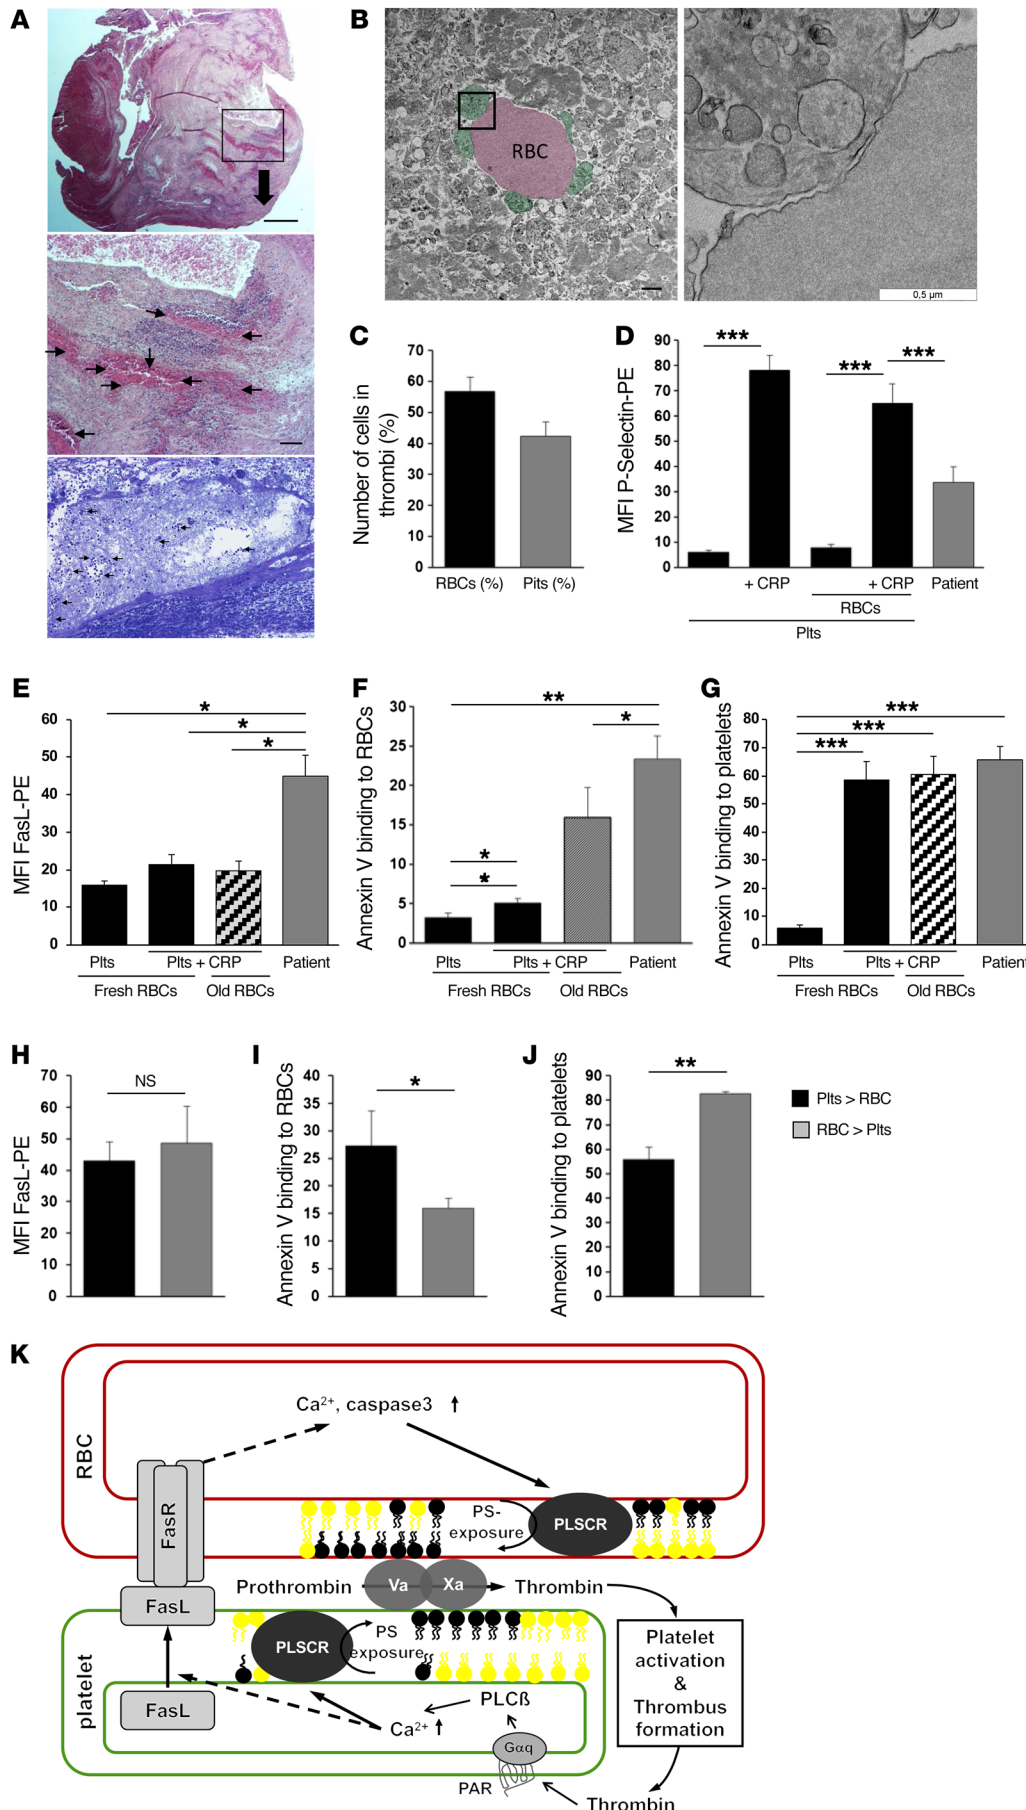 A
B
RBC
0,5 µm
C
Number of cells in
thrombi (%)
70
60
50
40
30
20
10
0
RBCs (%) Pits (%)
D
MFI P-Selectin-PE
90
80
70
60
50
40
30
20
10
0
*** *** ***
+ CRP + CRP Patient
RBCs
Plts
E
MFI FasL-PE
60
50
40
30
20
10
0
*
*
*
Plts Plts + CRP Patient
Fresh RBCs Old RBCs
F
Annexin V binding to RBCs
30
25
20
15
10
5
0
**
*
*
*
Plts Plts + CRP Patient
Fresh RBCs Old RBCs
G
Annexin V binding to platelets
80
70
60
50
40
30
20
10
0
***
***
***
Plts Plts + CRP Patient
Fresh RBCs Old RBCs
H
MFI FasL-PE
70
60
50
40
30
20
10
0
NS
I
Annexin V binding to RBCs
40
35
30
25
20
15
10
5
0
*
J
Annexin V binding to platelets
90
80
70
60
50
40
30
20
10
0
**
Plts > RBC
RBC > Plts
K
RBC
Ca²⁺, caspase3
FasR
PS-
exposure
PLSCR
FasL
Prothrombin Va Xa Thrombin
platelet
PLSCR
PS
exposure
FasL
PLCß
Ca²⁺
Gαq
PAR
Thrombin
Platelet
activation
&
Thrombus
formation